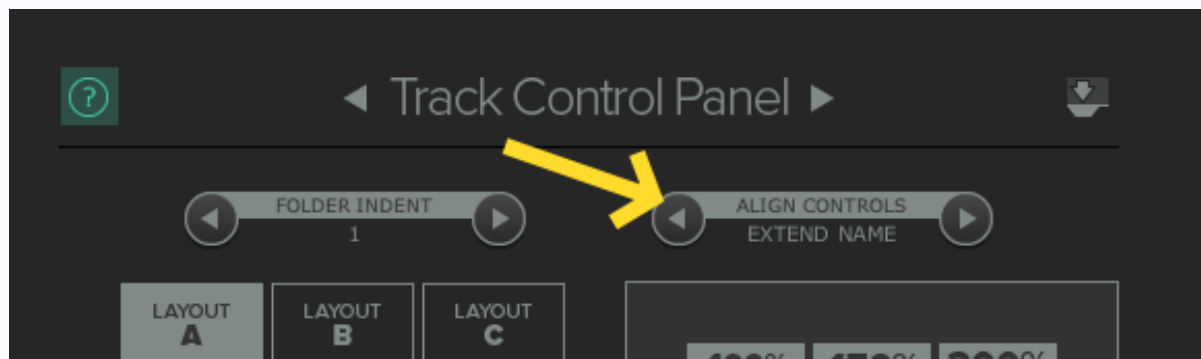 ?
Track Control Panel
FOLDER INDENT
1
ALIGN CONTROLS
EXTEND NAME
LAYOUT
A
LAYOUT
B
LAYOUT
C